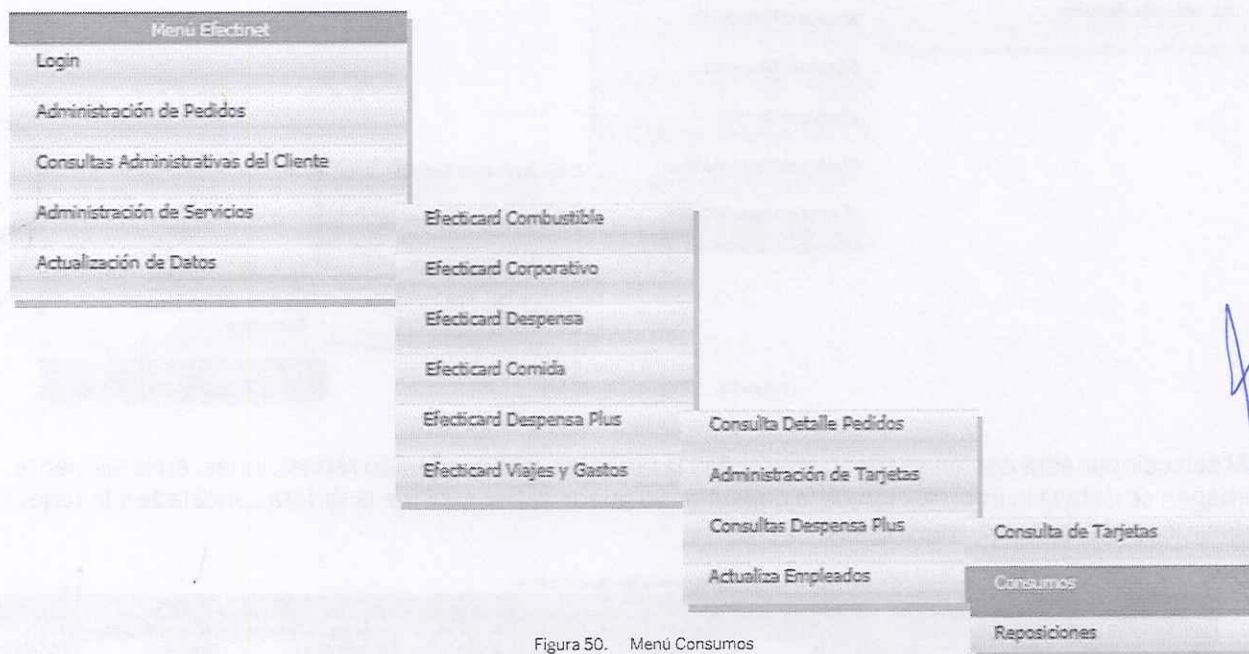 Menú Efectinet
Login
Administración de Pedidos
Consultas Administrativas del Cliente
Administración de Servicios
Actualización de Datos
Efecticard Combustible
Efecticard Corporativo
Efecticard Despensa
Efecticard Comida
Efecticard Despensa Plus
Efecticard Viajes y Gastos
Consulta Detalle Pedidos
Administración de Tarjetas
Consultas Despensa Plus
Actualiza Empleados
Consulta de Tarjetas
Consumos
Reposiciones
Figura 50. Menú Consumos